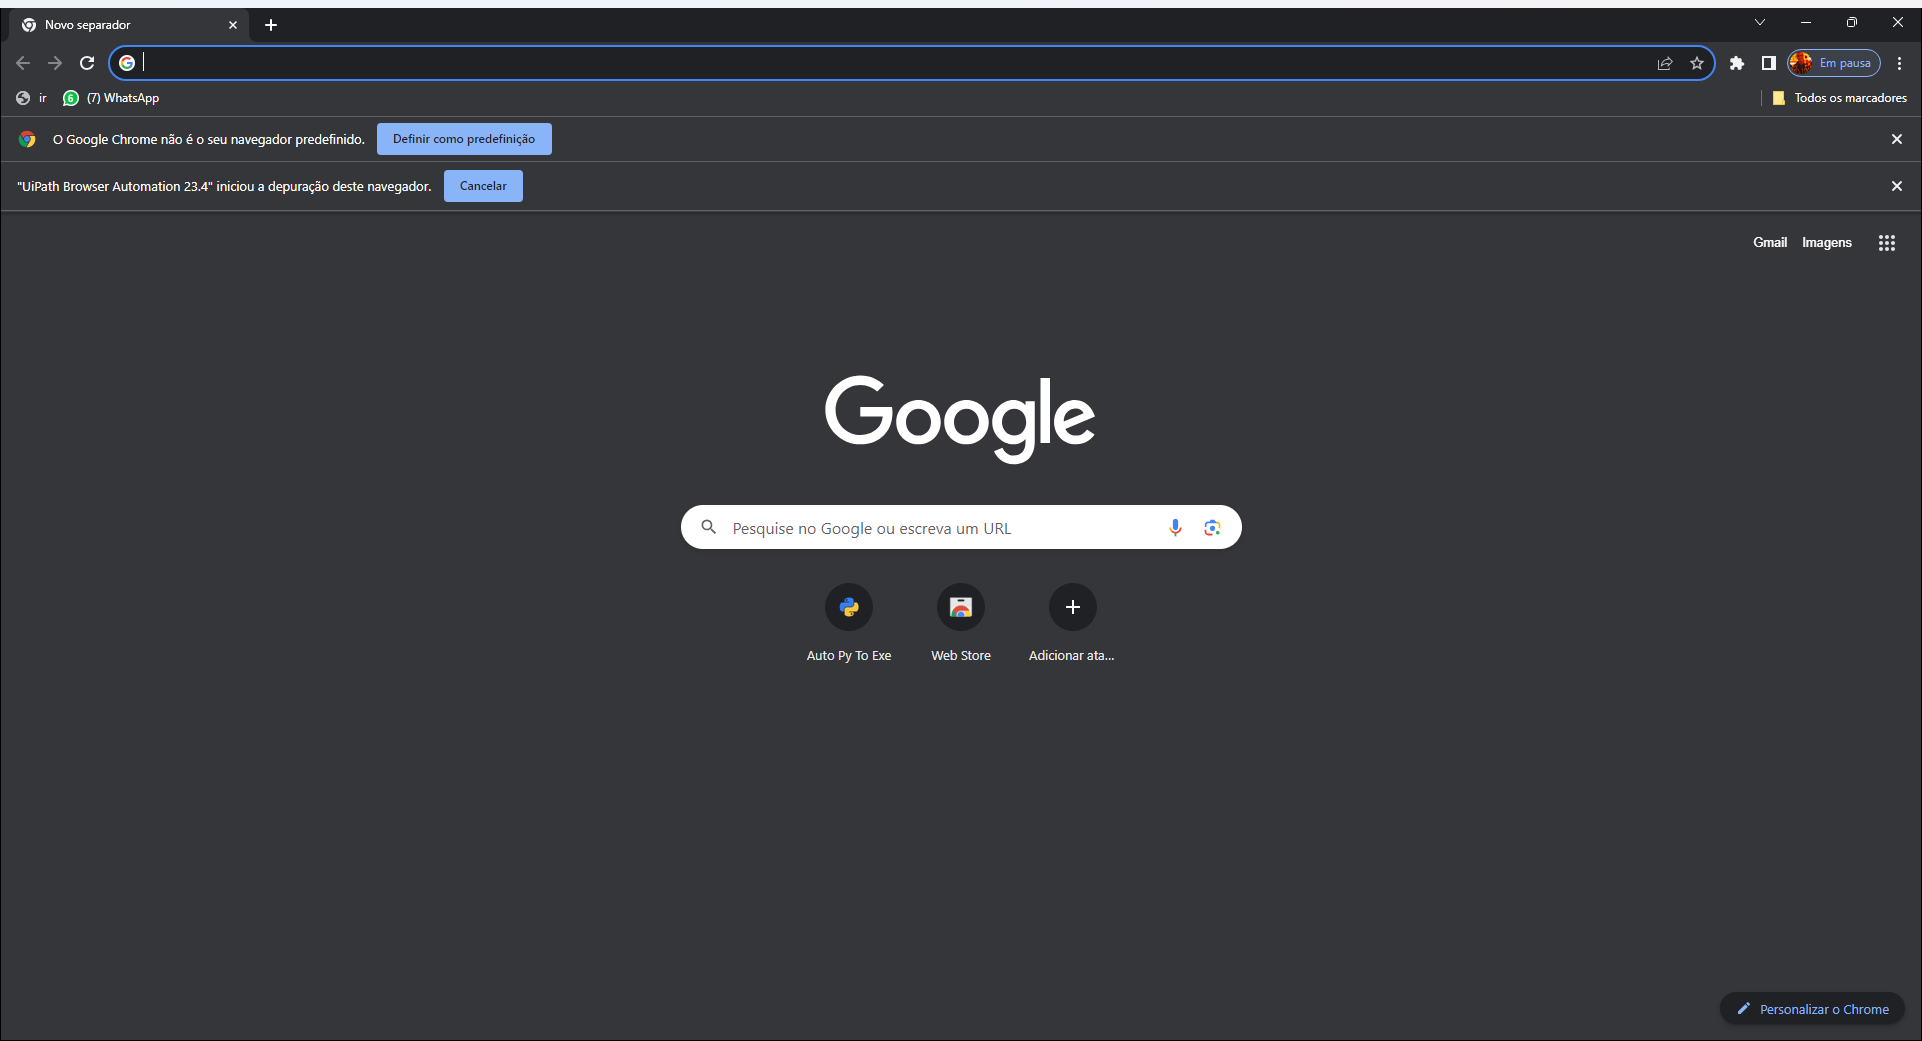 Novo separador
Em pausa
ir
6
(7) WhatsApp
Todos os marcadores
O Google Chrome não é o seu navegador predefinido.
Definir como predefinição
"UiPath Browser Automation 23.4" iniciou a depuração deste navegador.
Cancelar
Gmail
Imagens
Google
Pesquise no Google ou escreva um URL
Auto Py To Exe
Web Store
Adicionar ata...
Personalizar o Chrome